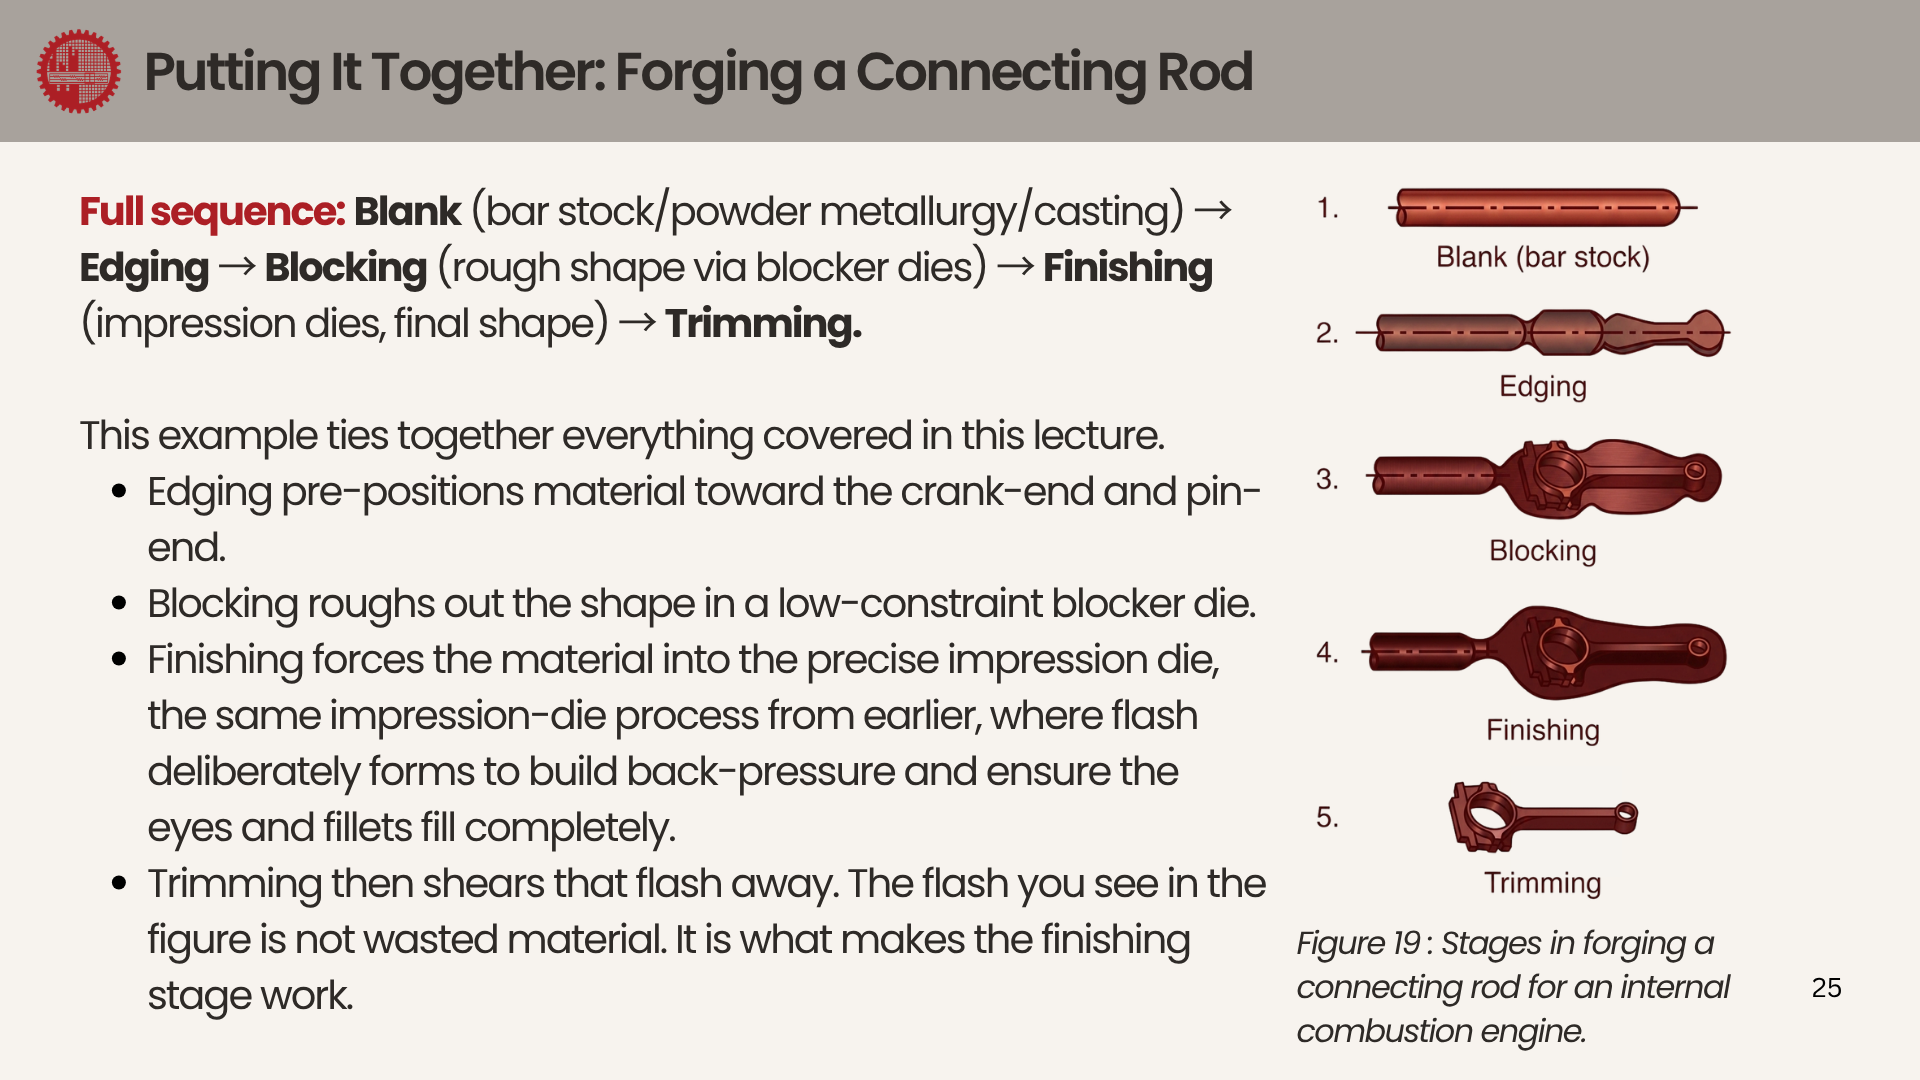 Putting It Together: Forging a Connecting Rod
Full sequence: Blank (bar stock/powder metallurgy/casting) →
Edging → Blocking (rough shape via blocker dies) → Finishing
(impression dies, final shape) → Trimming.
This example ties together everything covered in this lecture.
• Edging pre-positions material toward the crank-end and pin-
end.
• Blocking roughs out the shape in a low-constraint blocker die.
• Finishing forces the material into the precise impression die,
the same impression-die process from earlier, where flash
deliberately forms to build back-pressure and ensure the
eyes and fillets fill completely.
• Trimming then shears that flash away. The flash you see in the
figure is not wasted material. It is what makes the finishing
stage work.
1.
Blank (bar stock)
2.
Edging
3.
Blocking
4.
Finishing
5.
Trimming
Figure 19 : Stages in forging a
connecting rod for an internal
combustion engine.
25